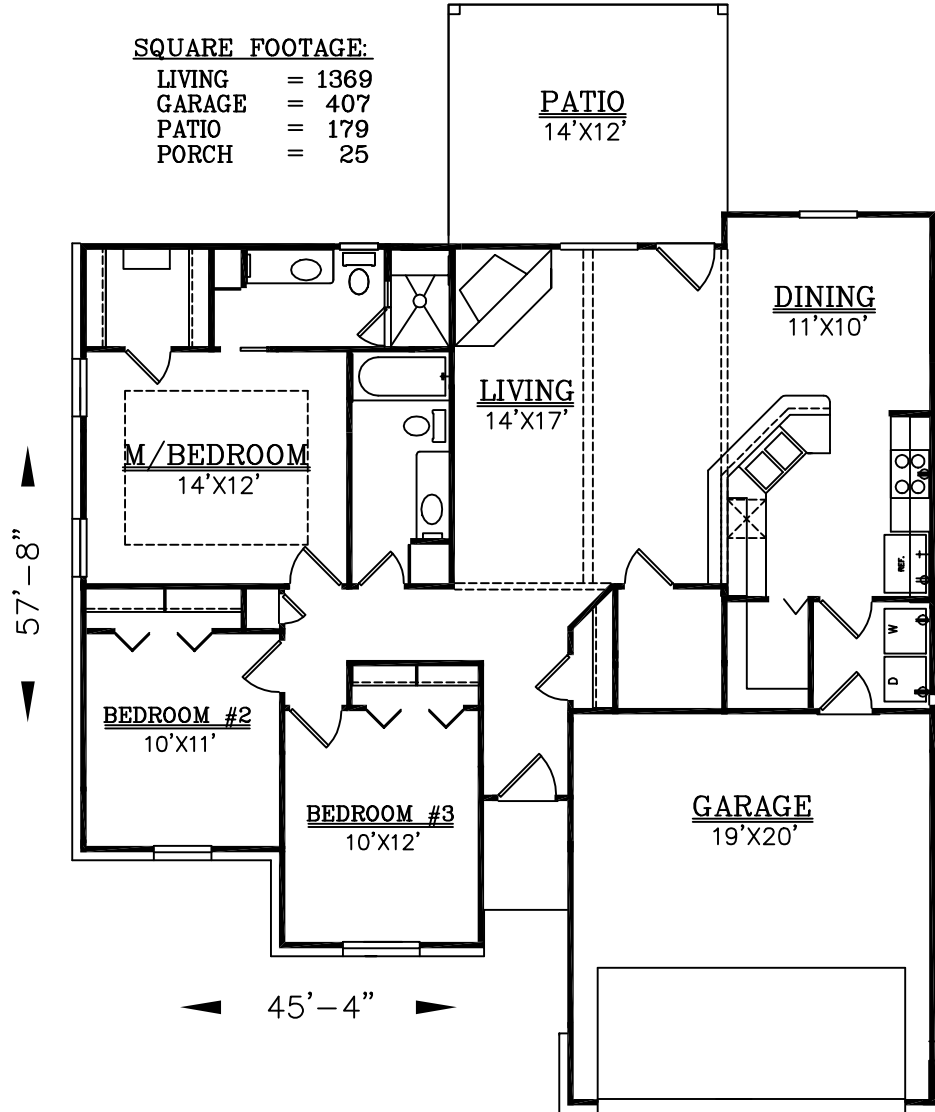 SQUARE FOOTAGE:
LIVING = 1369
GARAGE = 407
PATIO = 179
PORCH = 25
PATIO
14'X12'
DINING
11'X10'
LIVING
14'X17'
M/BEDROOM
14'X12'
57'-8"
REF.
W
D
BEDROOM #2
10'X11'
BEDROOM #3
10'X12'
GARAGE
19'X20'
45'-4"